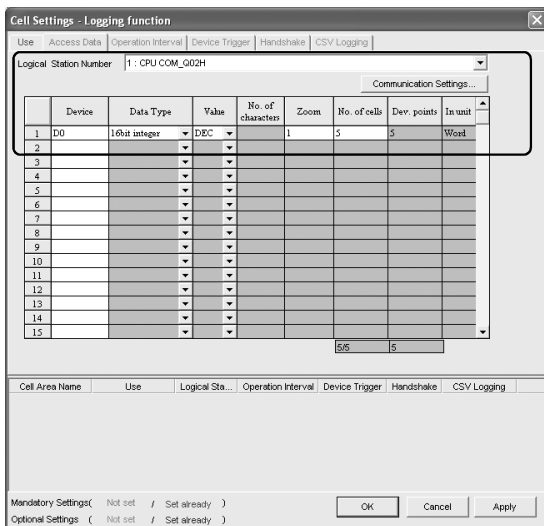 Cell Settings - Logging function
Use Access Data Operation Interval Device Trigger Handshake CSV Logging
Logical Station Number 1 : CPU COM_Q02H
Communication Settings...
Device Data Type Value No. of characters Zoom No. of cells Dev. points In unit
1 D0 16bit integer DEC 1 5 5 Word
2
3
4
5
6
7
8
9
10
11
12
13
14
15
5/5 5
Cell Area Name Use Logical Sta... Operation Interval Device Trigger Handshake CSV Logging
Mandatory Settings( Not set / Set already )
Optional Settings ( Not set / Set already )
OK Cancel Apply